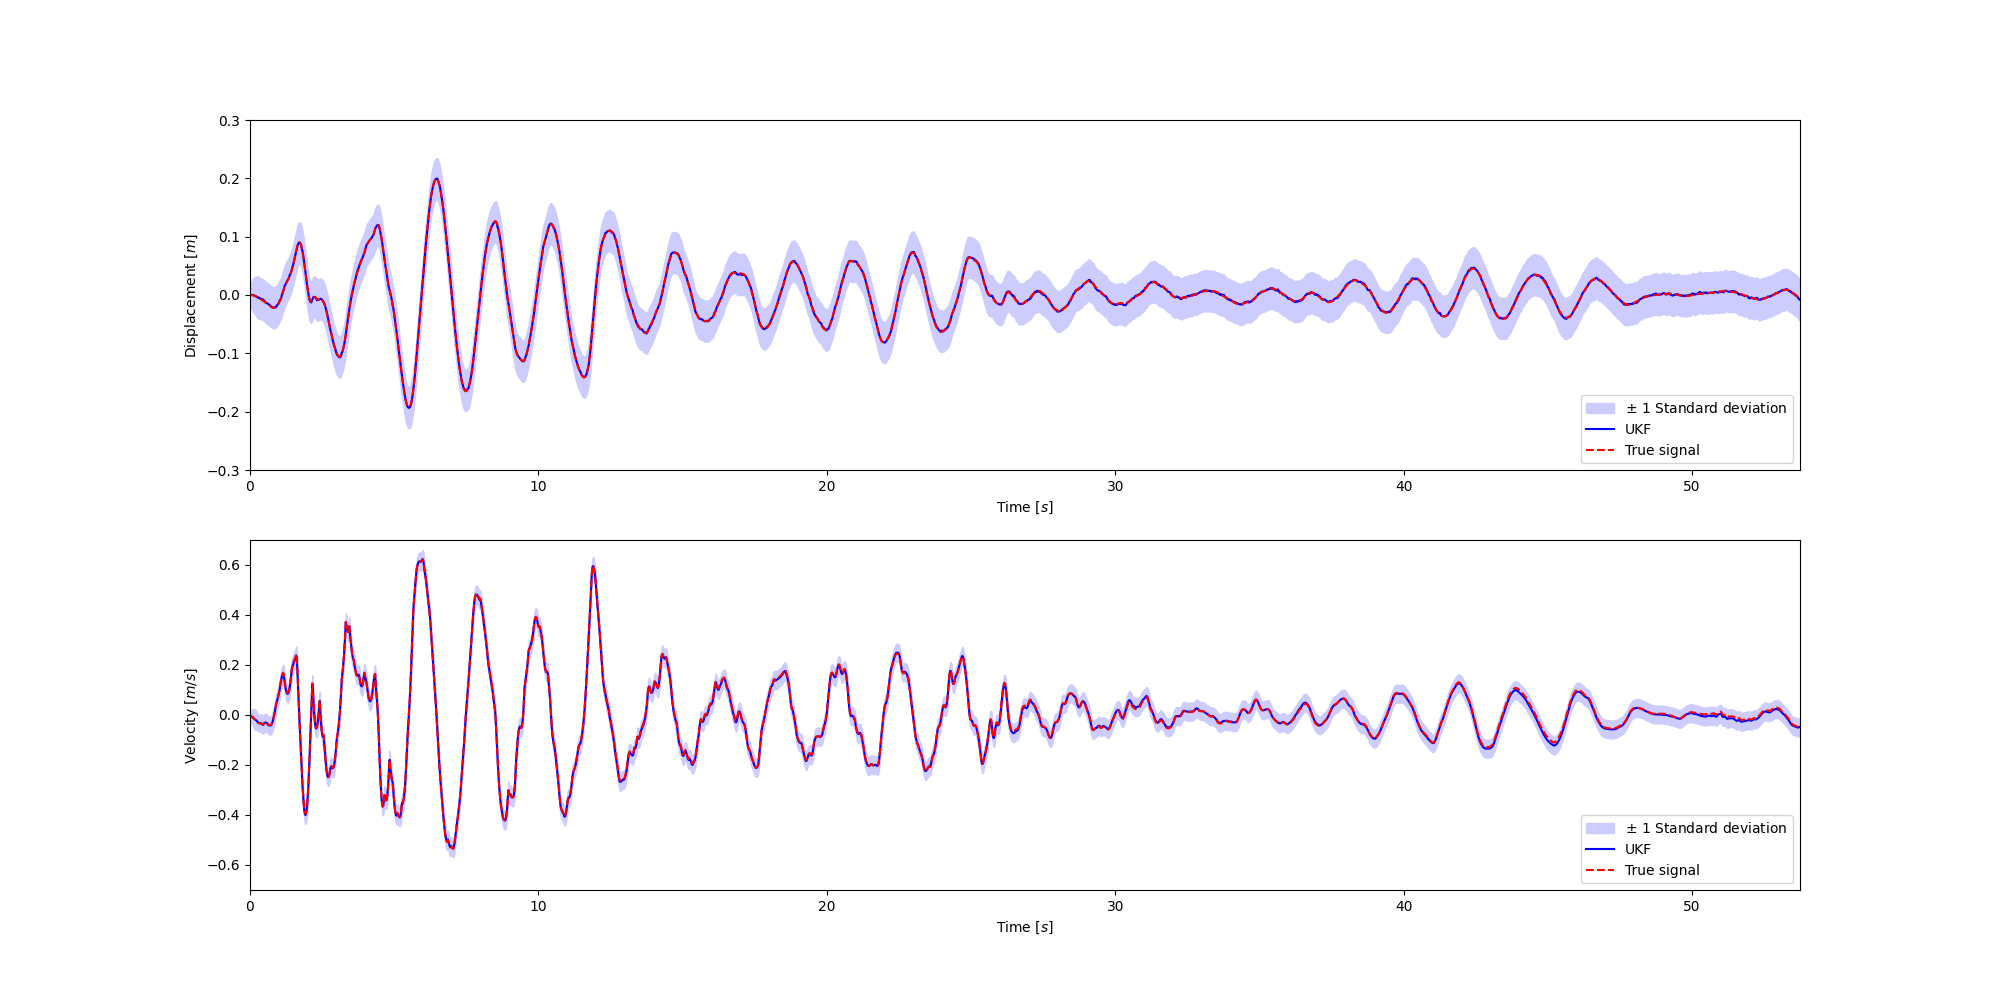 0.3
0.2
0.1
0.0
−0.1
−0.2
−0.3
Displacement [m]
0 10 20 30 40 50
Time [s]
± 1 Standard deviation
UKF
True signal
0.6
0.4
0.2
0.0
−0.2
−0.4
−0.6
Velocity [m/s]
0 10 20 30 40 50
Time [s]
± 1 Standard deviation
UKF
True signal